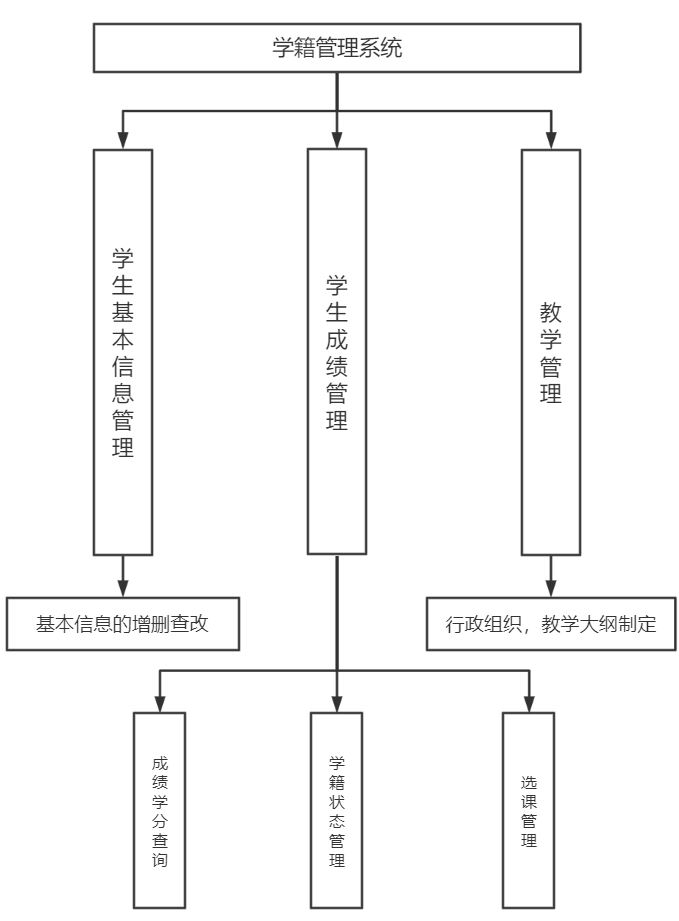 学籍管理系统
学生基本信息管理
学生成绩管理
教学管理
基本信息的增删查改
行政组织，教学大纲制定
成绩学分查询
学籍状态管理
选课管理